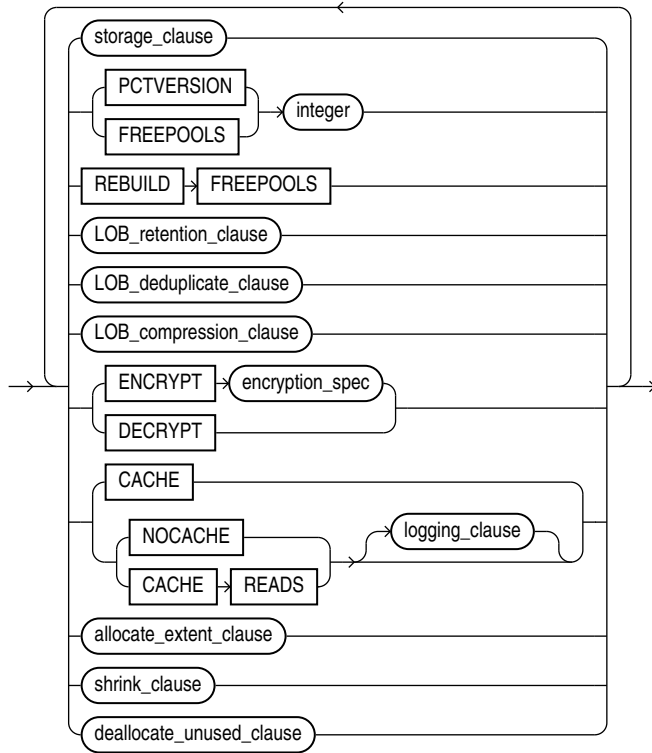 storage_clause
PCTVERSION
FREEPOOLS
integer
REBUILD FREEPOOLS
LOB_retention_clause
LOB_deduplicate_clause
LOB_compression_clause
ENCRYPT encryption_spec
DECRYPT
CACHE
NOCACHE
CACHE READS
logging_clause
allocate_extent_clause
shrink_clause
deallocate_unused_clause